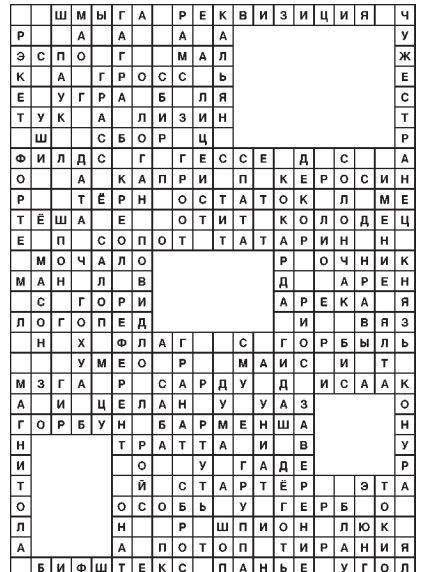 ШМЫГА РЕКВИЗИЦИЯ Ч
Р А А А А У
ЭСПО Г МАЛ Ж
К А ГРОСС Ь Е
Е УГРА Б ЛЯ С
ТУК А ЛИЗИН Т
Ш СБОР Ц Р
ФИЛДС Г ГЕССЕ Д С А
О А КАПРИ П КЕРОСИН
Р ТЁРН ОСТАТОК Л МЕ
ТЁША Е ОТИТ КОЛОДЕЦ
Е П СОПОТ ТАТАРИН Н
МОЧАЛО Р ОЧНИК
МАН Л В Д АРЕН
С ГОРИ АРЕКА Я
ЛОГОПЕД И ВЯЗ
Н Х ФЛАГ С ГОРБЫЛЬ
УМЕО Р МАИС И Т
МЗГА Р САРДУ Д ИСААК
А И ЦЕЛАН У УАЗ О
ГОРБУН БАРМЕНША Н
Н ТРАТТА И В У
И О У ГАДЕ Р
Т Й СТАРТЁР ЭТА
О ОСОБЬ У ГЕРБ О
Л Н Р ШПИОН ЛЮК
А А ПОТОП ТИРАНИЯ
БИФШТЕКС ПАНЬЕ УГОЛ